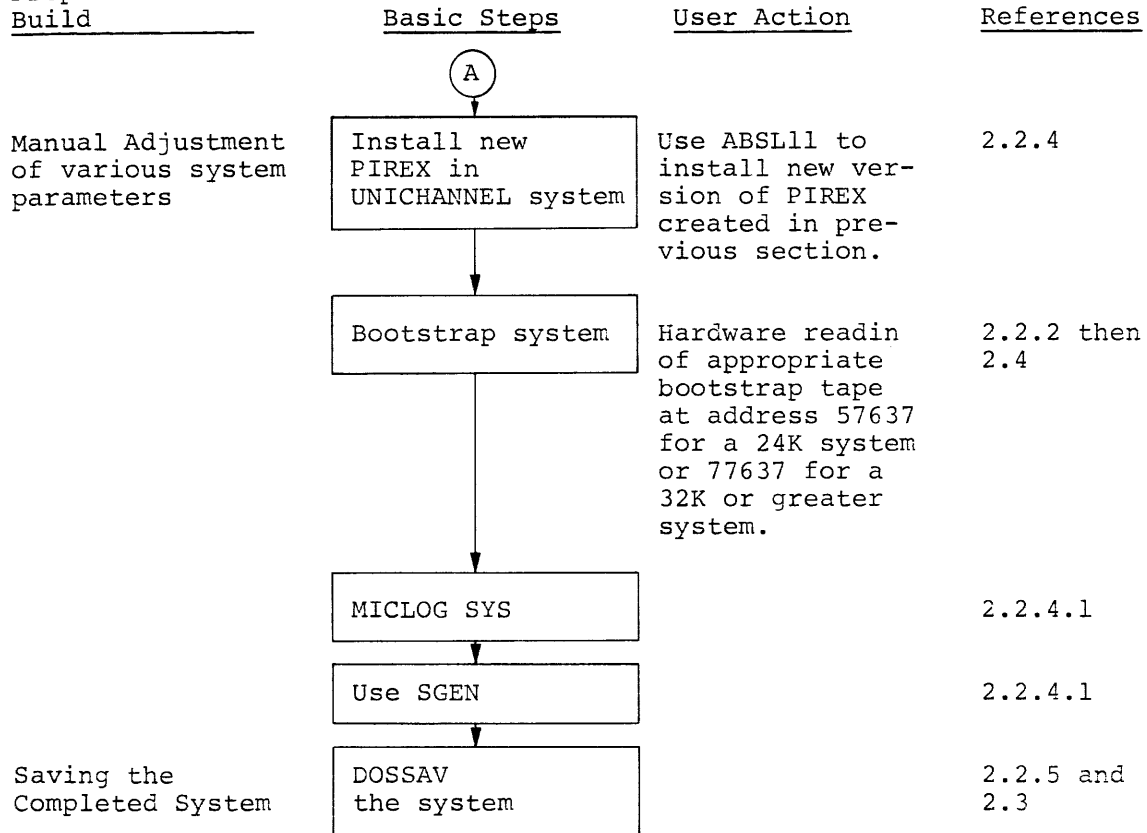 Build Basic Steps User Action References
A
Manual Adjustment
of various system
parameters
Install new
PIREX in
UNICHANNEL system
Use ABSL11 to
install new ver-
sion of PIREX
created in pre-
vious section.
2.2.4
Bootstrap system
Hardware readin
of appropriate
bootstrap tape
at address 57637
for a 24K system
or 77637 for a
32K or greater
system.
2.2.2 then
2.4
MICLOG SYS
2.2.4.1
Use SGEN
2.2.4.1
Saving the
Completed System
DOSSAV
the system
2.2.5 and
2.3